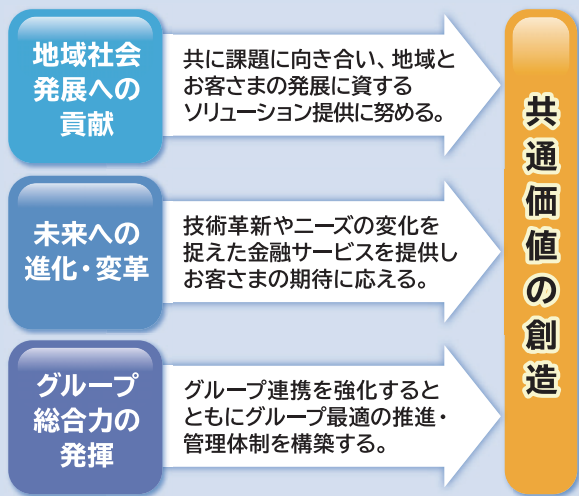 地域社会
発展への
貢献
共に課題に向き合い、地域と
お客さまの発展に資する
ソリューション提供に努める。
未来への
進化・変革
技術革新やニーズの変化を
捉えた金融サービスを提供し
お客さまの期待に応える。
グループ
総合力の
発揮
グループ連携を強化すると
ともにグループ最適の推進・
管理体制を構築する。
共通価値の創造